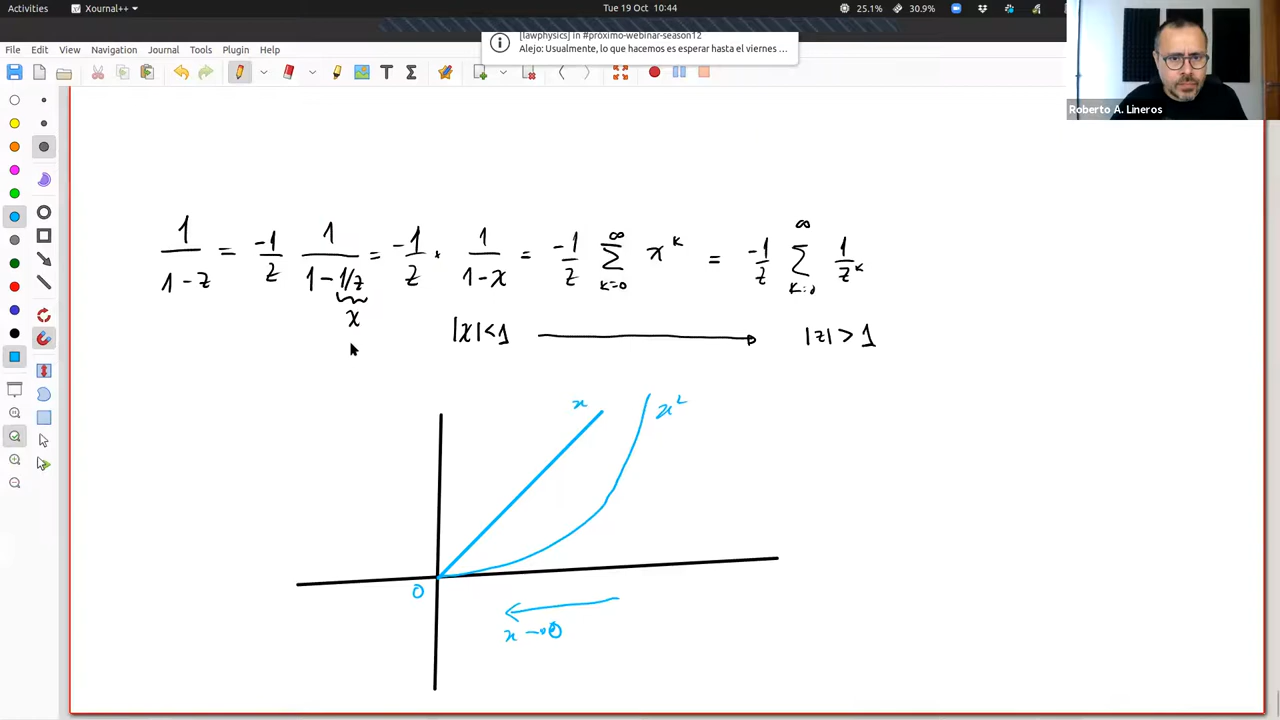 Activities
Xournal++
Tue 19 Oct 10:44
25.1%
30.9%
File Edit View Navigation Journal Tools Plugin Help
[lawphysics] in #proximo-webinar-season12
Alejo: Usualmente, lo que hacemos es esperar hasta el viernes …
Roberto A. Lineros
1/(1-z) = -1/z 1/(1-1/z) = -1/z * 1/(1-x) = -1/z ∑_{k=0}^∞ x^k = -1/z ∑_{k=0}^∞ 1/z^k
x
|x|<1 → |z|>1
x x²
0
x→0